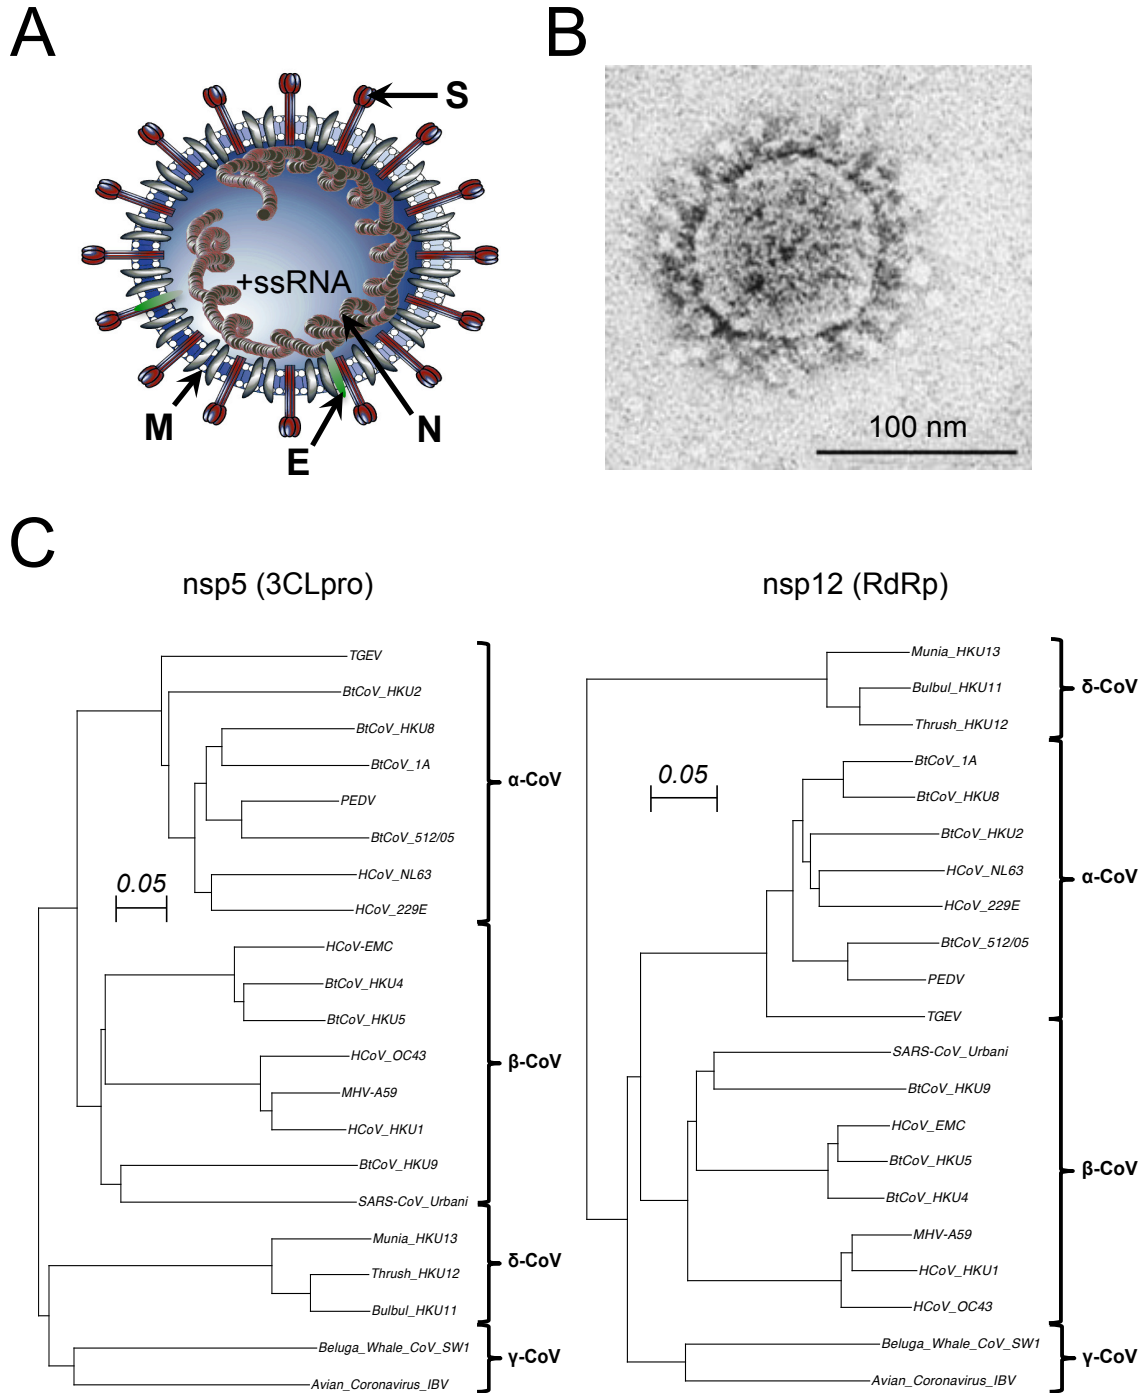 A
B
S
+ssRNA
M
N
E
100 nm
C
nsp5 (3CLpro)
TGEV
BtCoV_HKU2
BtCoV_HKU8
BtCoV_1A
PEDV
BtCoV_512/05
HCoV_NL63
HCoV_229E
HCoV-EMC
BtCoV_HKU4
BtCoV_HKU5
HCoV_OC43
MHV-A59
HCoV_HKU1
BtCoV_HKU9
SARS-CoV_Urbani
Munia_HKU13
Thrush_HKU12
Bulbul_HKU11
Beluga_Whale_CoV_SW1
Avian_Coronavirus_IBV
0.05
α-CoV
β-CoV
δ-CoV
γ-CoV
nsp12 (RdRp)
Munia_HKU13
Bulbul_HKU11
Thrush_HKU12
BtCoV_1A
BtCoV_HKU8
BtCoV_HKU2
HCoV_NL63
HCoV_229E
BtCoV_512/05
PEDV
TGEV
SARS-CoV_Urbani
BtCoV_HKU9
HCoV_EMC
BtCoV_HKU5
BtCoV_HKU4
MHV-A59
HCoV_HKU1
HCoV_OC43
Beluga_Whale_CoV_SW1
Avian_Coronavirus_IBV
0.05
δ-CoV
α-CoV
β-CoV
γ-CoV